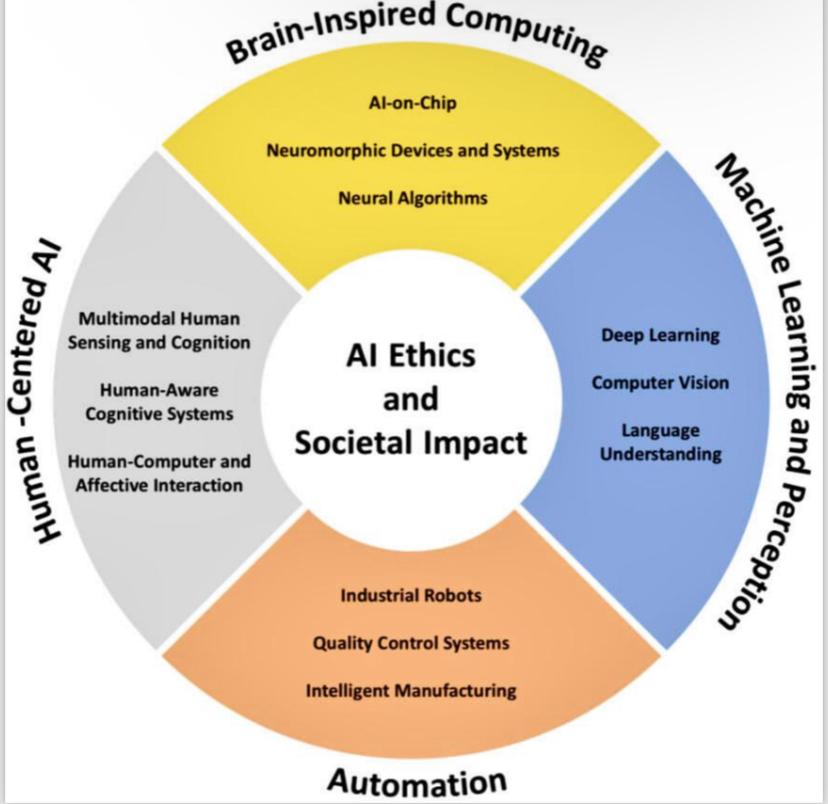 Brain-Inspired Computing
AI-on-Chip
Neuromorphic Devices and Systems
Neural Algorithms
Machine Learning and Perception
Deep Learning
Computer Vision
Language
Understanding
Human -Centered AI
Multimodal Human
Sensing and Cognition
Human-Aware
Cognitive Systems
Human-Computer and
Affective Interaction
AI Ethics
and
Societal Impact
Industrial Robots
Quality Control Systems
Intelligent Manufacturing
Automation